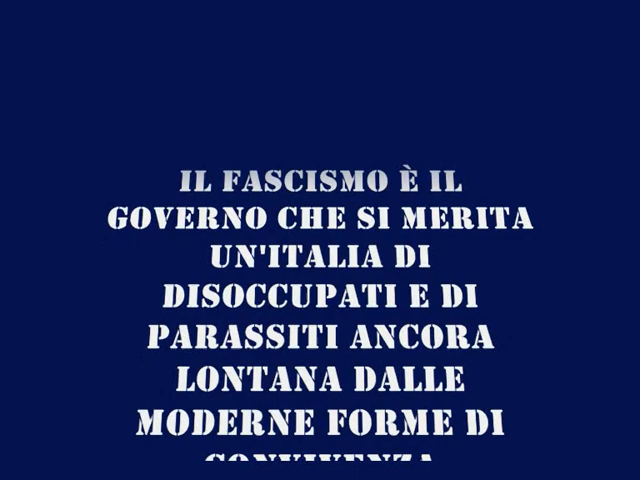 IL FASCISMO È IL
GOVERNO CHE SI MERITA
UN'ITALIA DI
DISOCCUPATI E DI
PARASSITI ANCORA
LONTANA DALLE
MODERNE FORME DI
CONVIVENZA